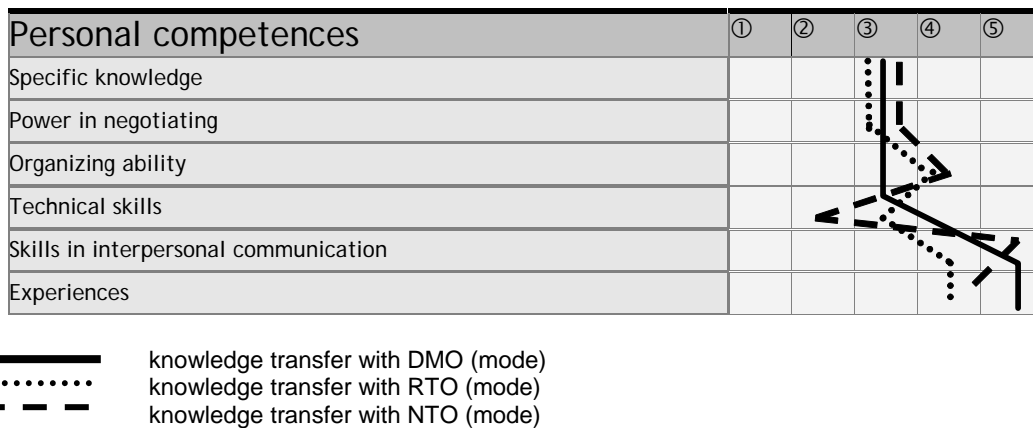 Personal competences ① ② ③ ④ ⑤
Specific knowledge
Power in negotiating
Organizing ability
Technical skills
Skills in interpersonal communication
Experiences
knowledge transfer with DMO (mode)
knowledge transfer with RTO (mode)
knowledge transfer with NTO (mode)